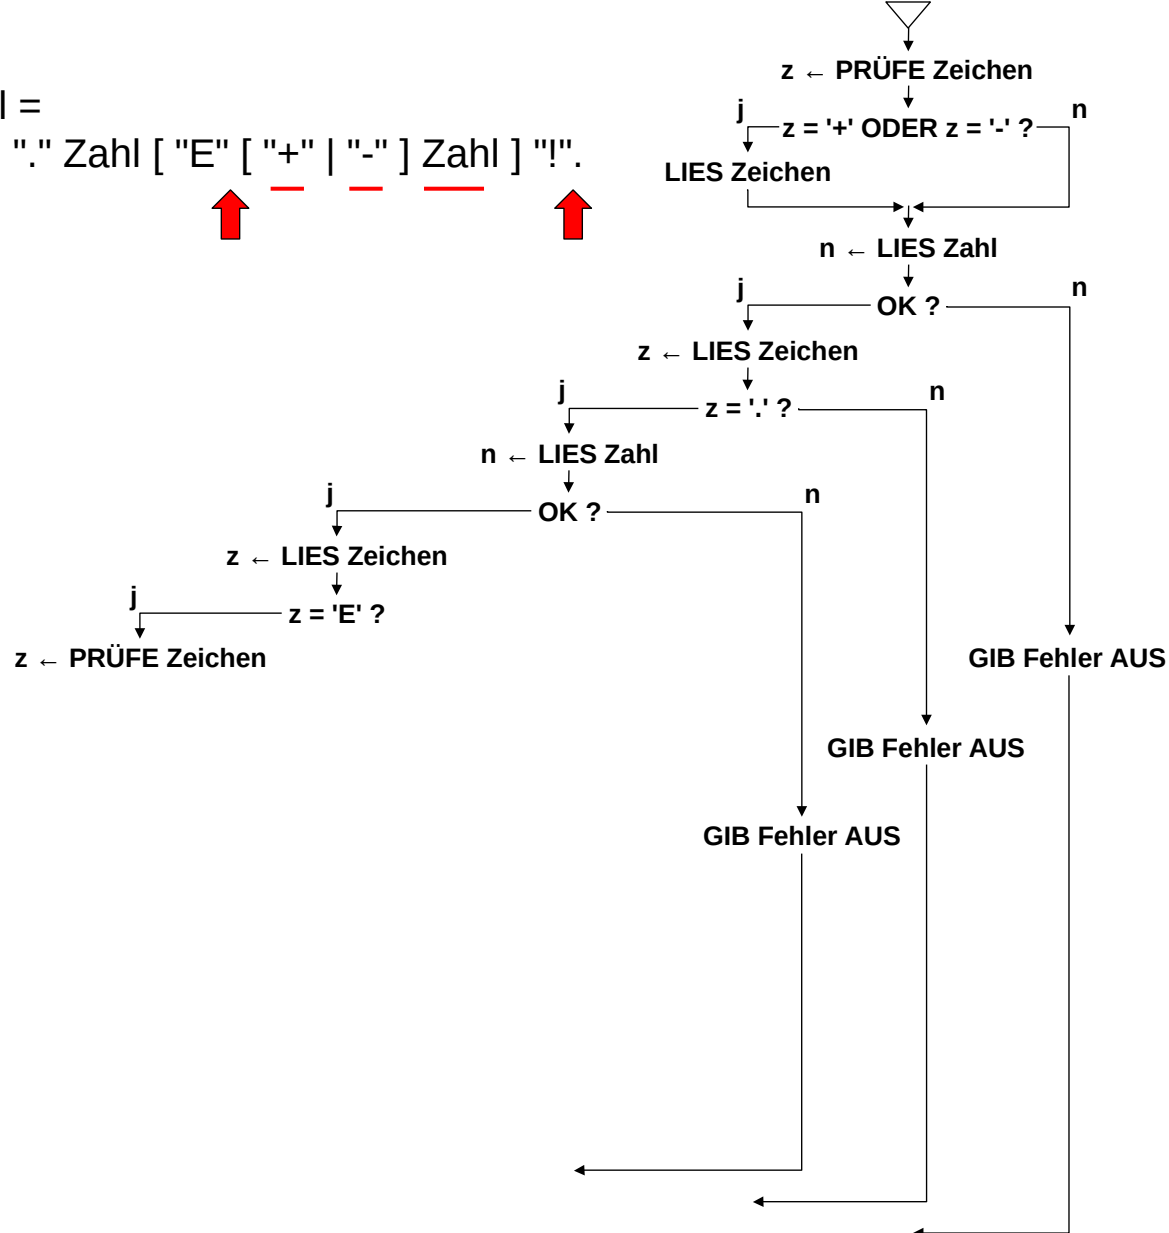 l =
"." Zahl [ "E" [ "+" | "-" ] Zahl ] "!".
z ← PRÜFE Zeichen
j
n
z = '+' ODER z = '-' ?
LIES Zeichen
n ← LIES Zahl
j
n
OK ?
z ← LIES Zeichen
j
n
z = '.' ?
n ← LIES Zahl
j
n
OK ?
z ← LIES Zeichen
j
z = 'E' ?
z ← PRÜFE Zeichen
GIB Fehler AUS
GIB Fehler AUS
GIB Fehler AUS